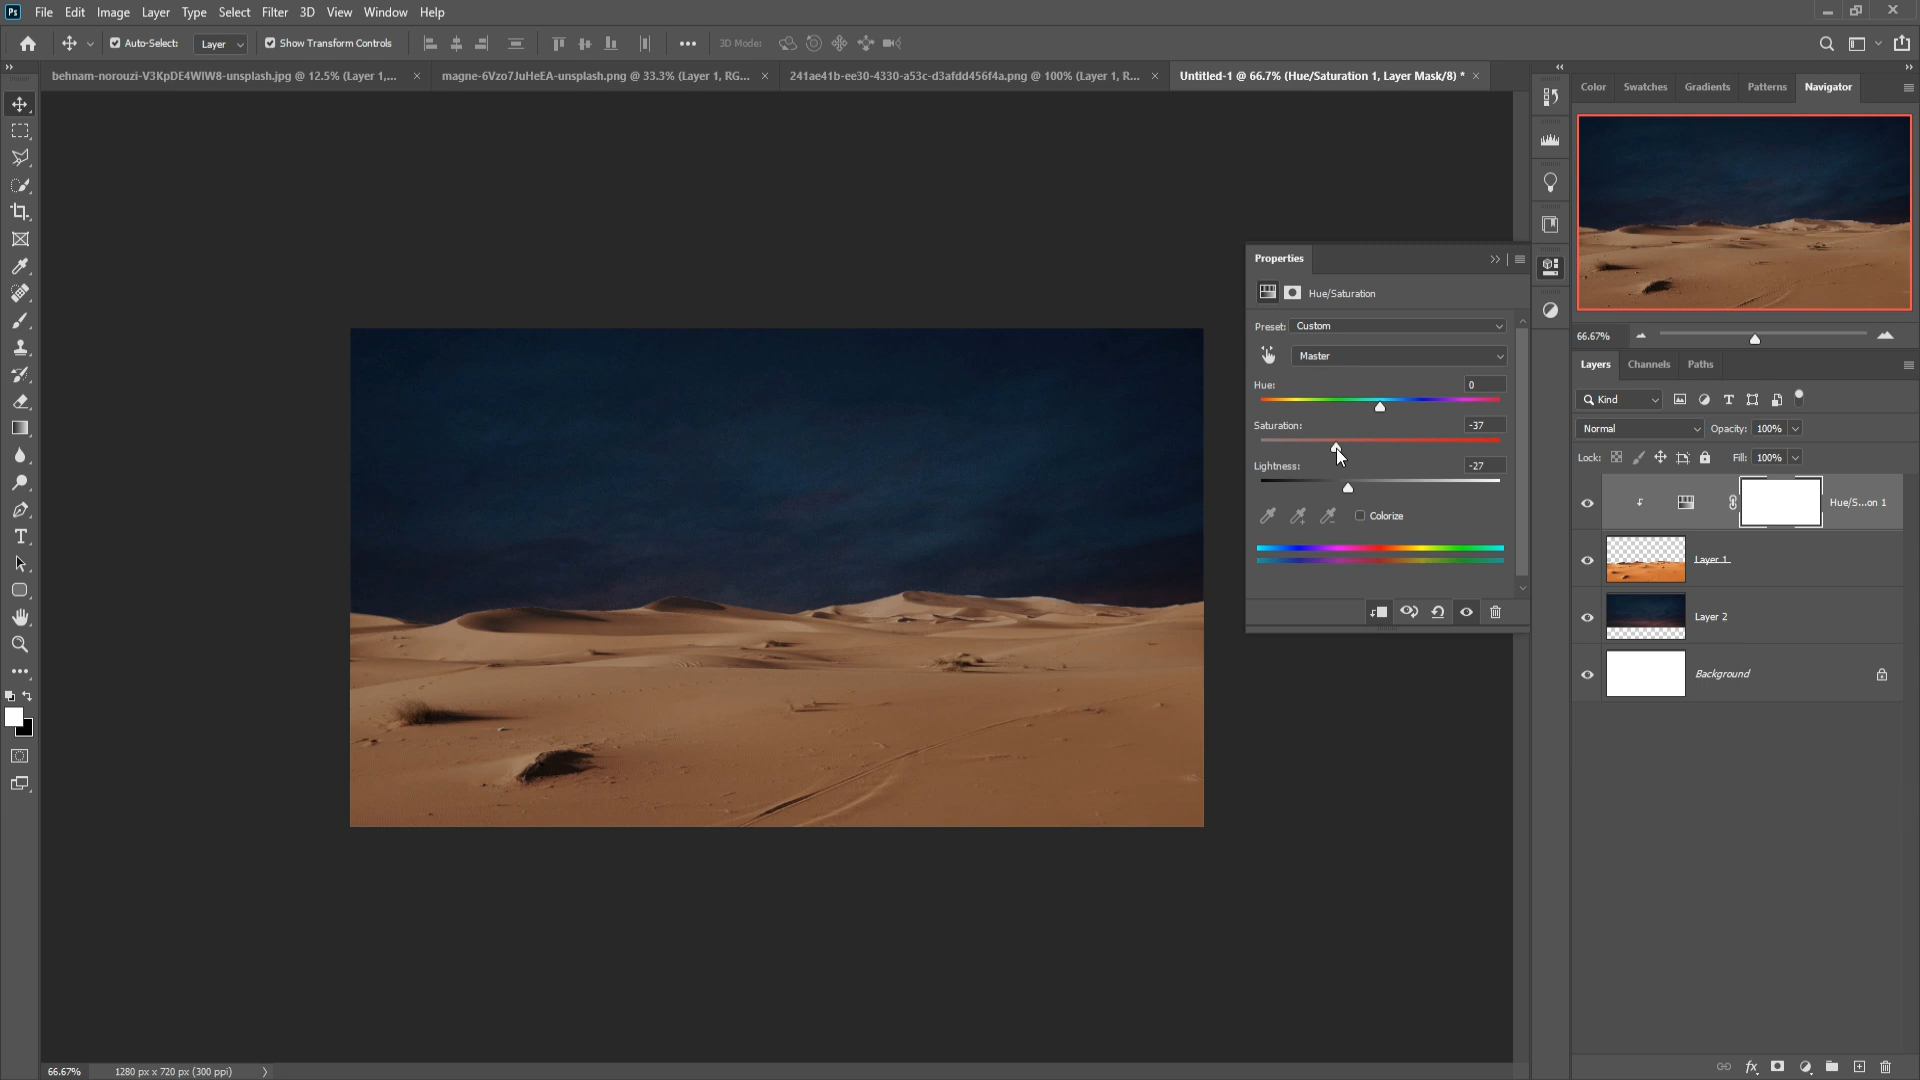 Ps File Edit Image Layer Type Select Filter 3D View Window Help
Auto-Select: Layer Show Transform Controls 3D Mode:
behnam-norouzi-V3KpDE4WIW8-unsplash.jpg @ 12.5% (Layer 1,... × magne-6Vzo7JuHeEA-unsplash.png @ 33.3% (Layer 1, RG... × 241ae41b-ee30-4330-a53c-d3afdd456f4a.png @ 100% (Layer 1, R... × Untitled-1 @ 66.7% (Hue/Saturation 1, Layer Mask/8) * ×
Color Swatches Gradients Patterns Navigator
66.67%
Properties
Hue/Saturation
Preset: Custom
Master
Hue: 0
Saturation: -37
Lightness: -27
Colorize
Layers Channels Paths
Kind
Normal Opacity: 100%
Lock: Fill: 100%
Hue/S...on 1
Layer 1
Layer 2
Background
66.67% 1280 px x 720 px (300 ppi)